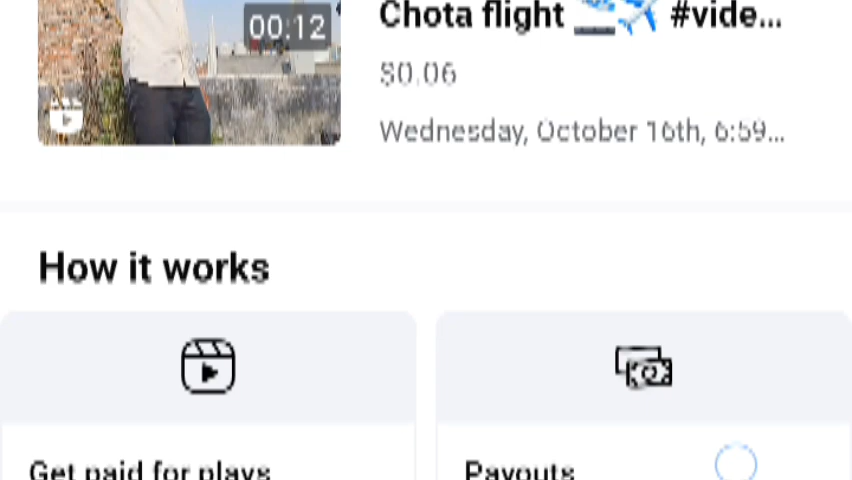 00:12
Chota flight 🛫✈️ #vide...
$0.06
Wednesday, October 16th, 6:59...
How it works
Get paid for plays
Payouts